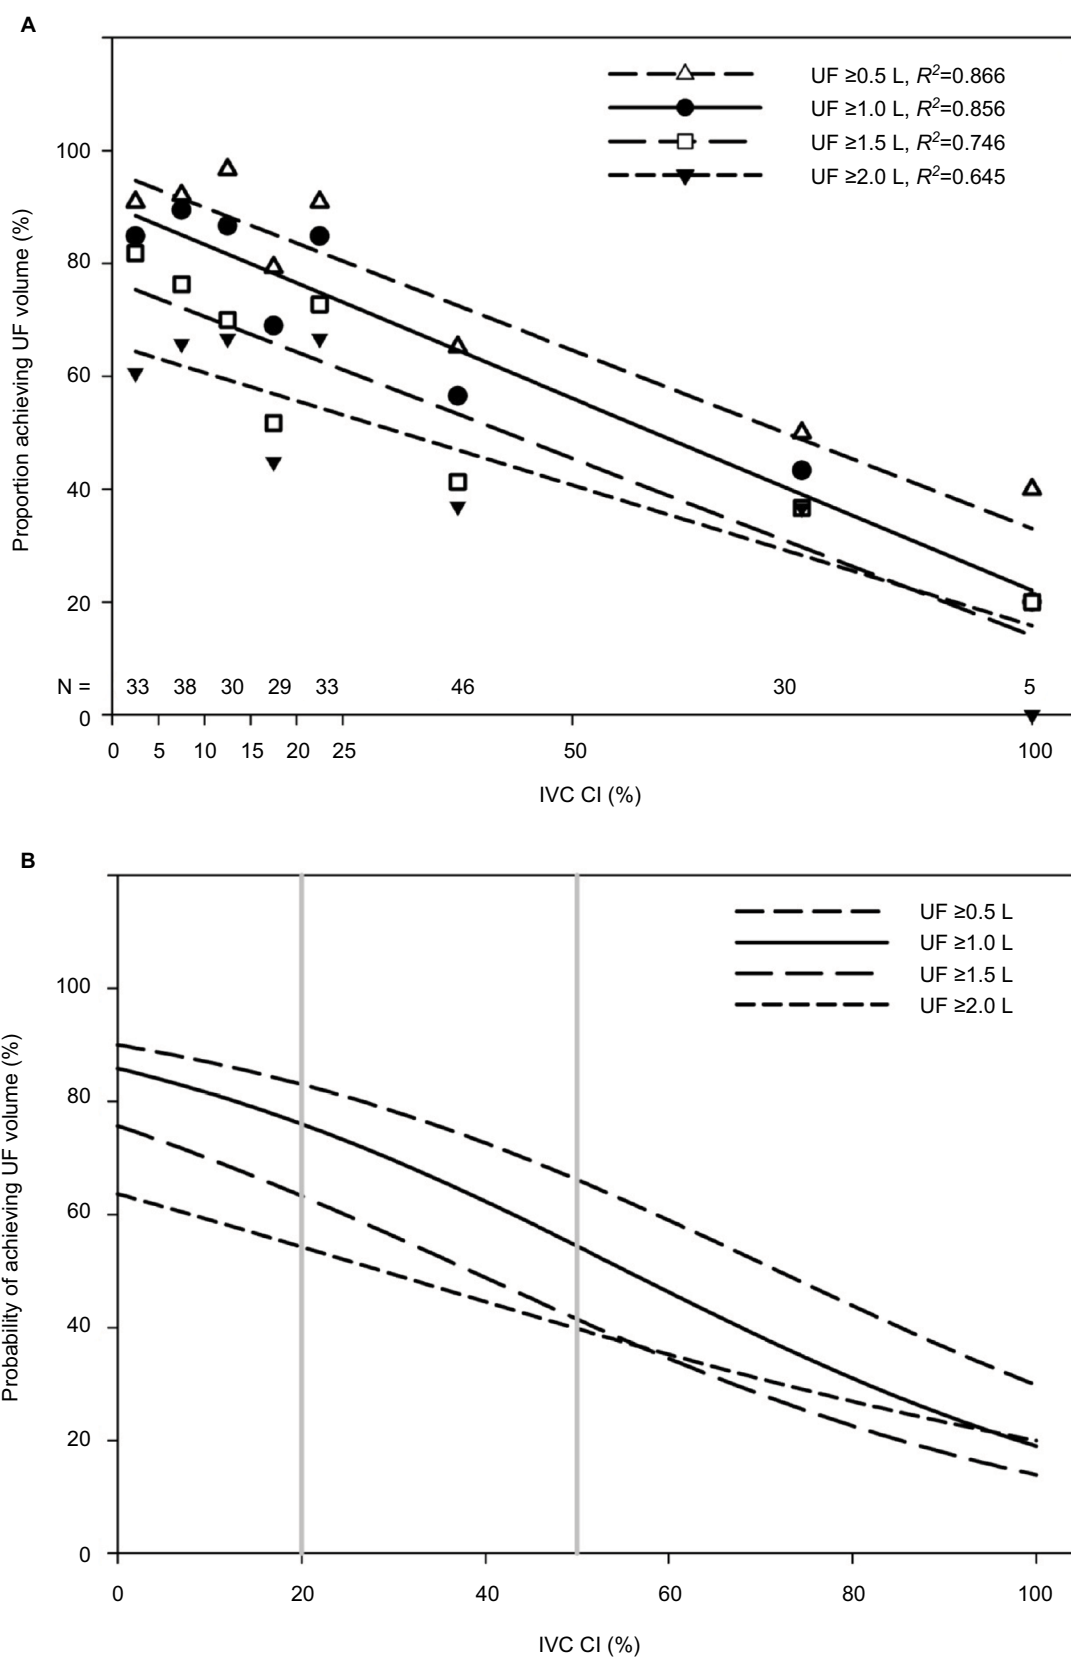 A
UF ≥0.5 L, R²=0.866
UF ≥1.0 L, R²=0.856
UF ≥1.5 L, R²=0.746
UF ≥2.0 L, R²=0.645
Proportion achieving UF volume (%)
100
80
60
40
20
0
N = 33 38 30 29 33 46 30 5
0 5 10 15 20 25 50 100
IVC CI (%)
B
UF ≥0.5 L
UF ≥1.0 L
UF ≥1.5 L
UF ≥2.0 L
Probability of achieving UF volume (%)
100
80
60
40
20
0
0 20 40 60 80 100
IVC CI (%)